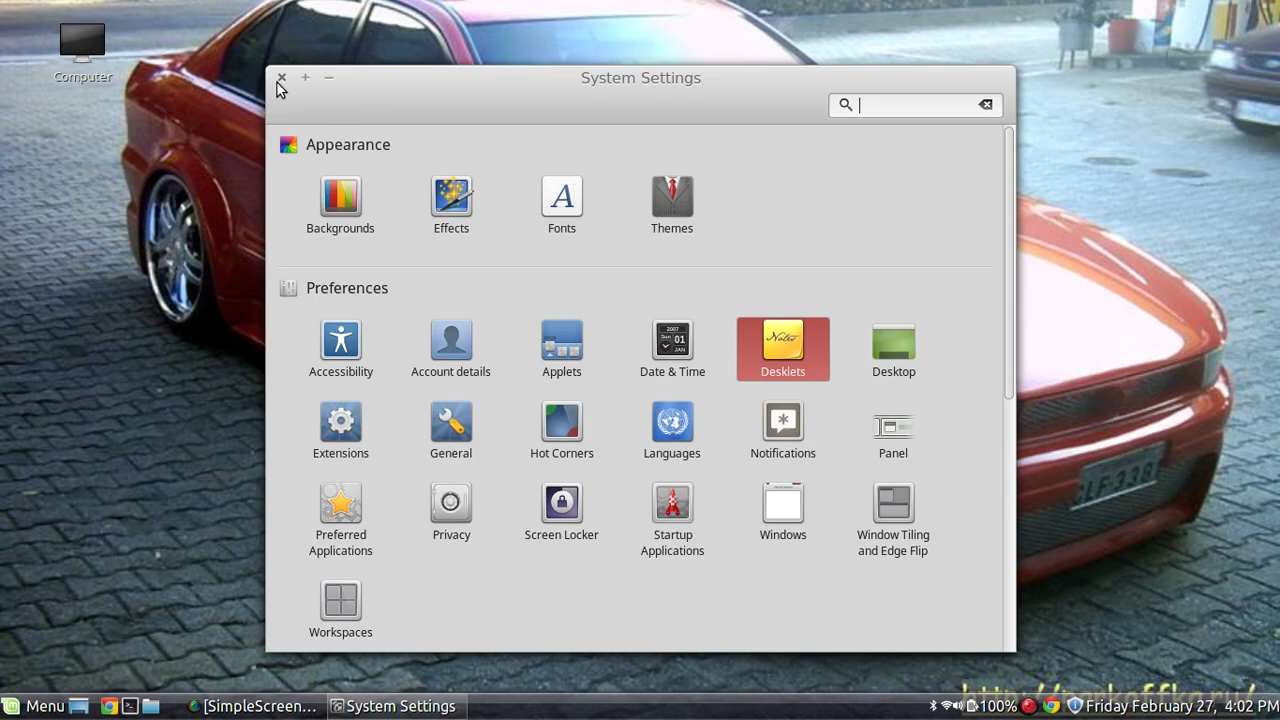 Computer
System Settings
Appearance
Backgrounds
Effects
Fonts
Themes
Preferences
Accessibility
Account details
Applets
Date & Time
Desklets
Desktop
Extensions
General
Hot Corners
Languages
Notifications
Panel
Preferred
Applications
Privacy
Screen Locker
Startup
Applications
Windows
Window Tiling
and Edge Flip
Workspaces
Menu
[SimpleScreen...
System Settings
100%
Friday February 27, 4:02 PM